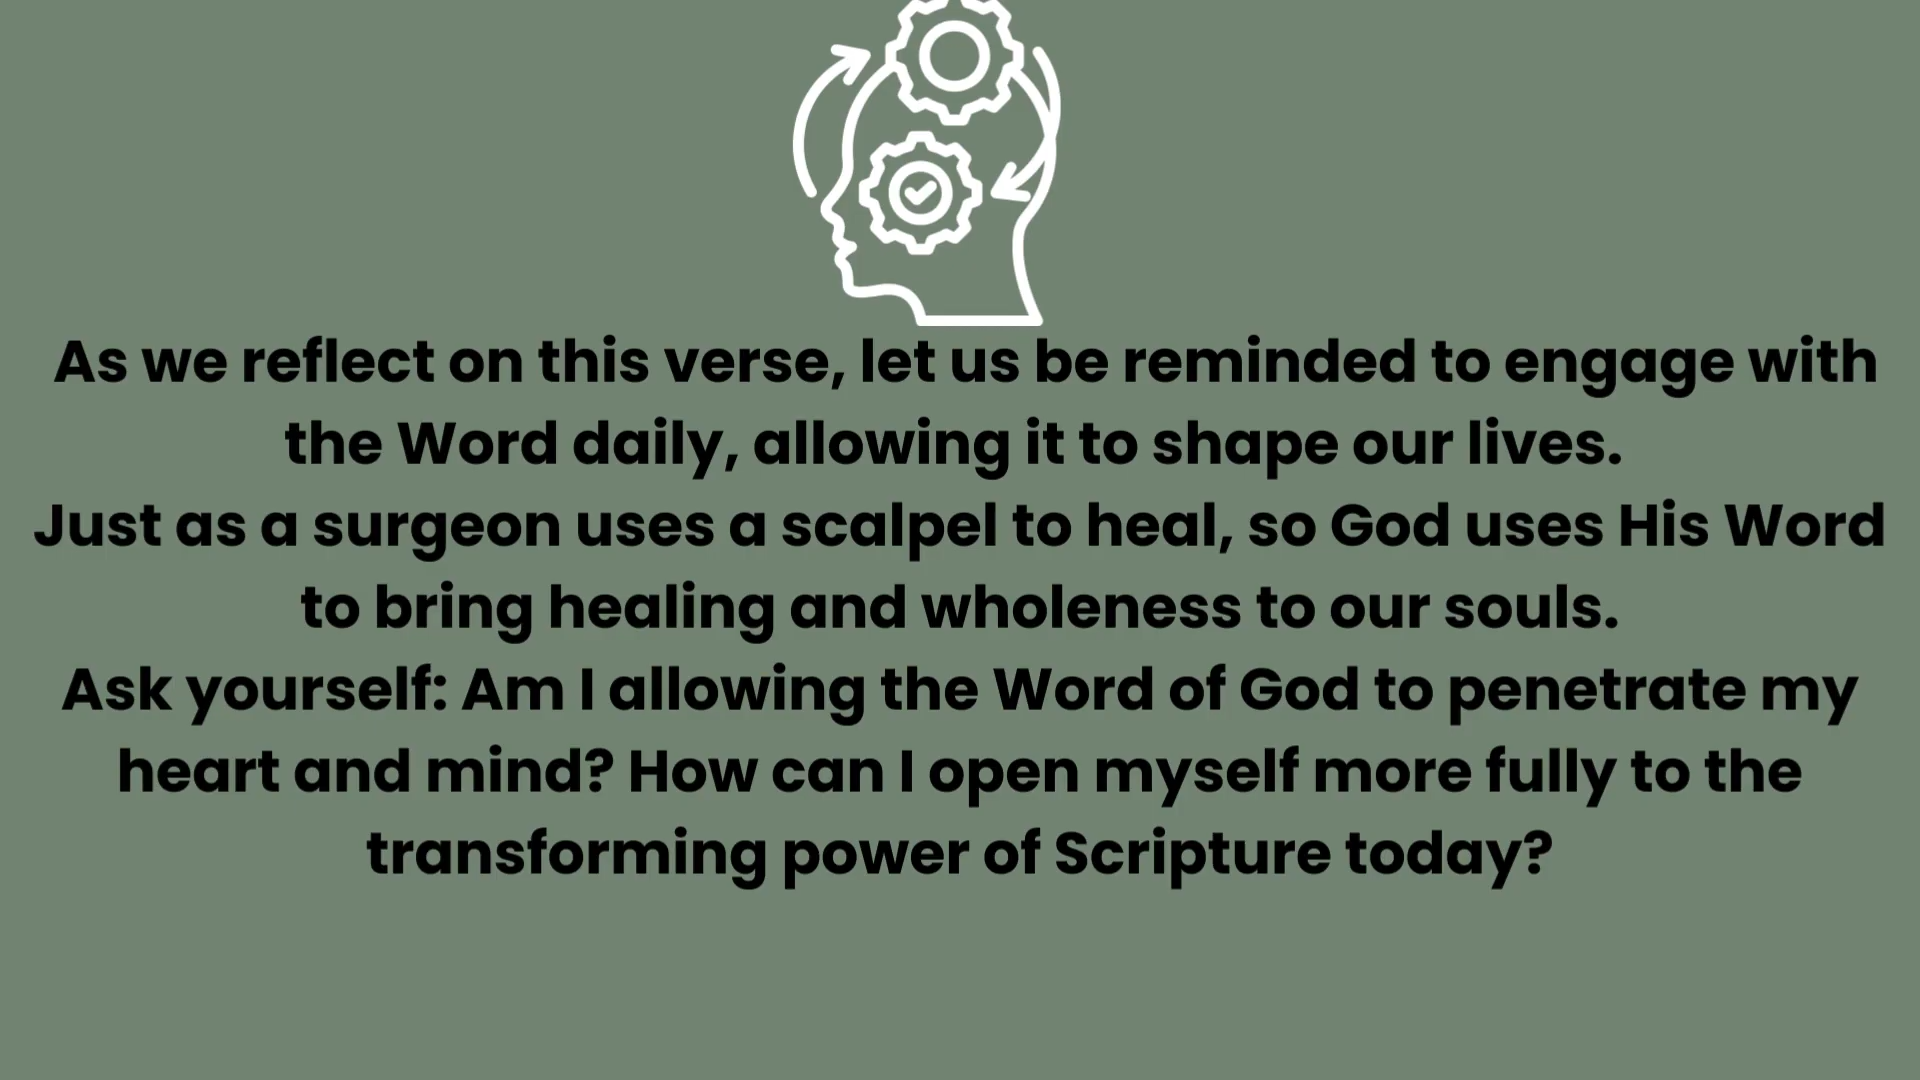 As we reflect on this verse, let us be reminded to engage with
the Word daily, allowing it to shape our lives.
Just as a surgeon uses a scalpel to heal, so God uses His Word
to bring healing and wholeness to our souls.
Ask yourself: Am I allowing the Word of God to penetrate my
heart and mind? How can I open myself more fully to the
transforming power of Scripture today?